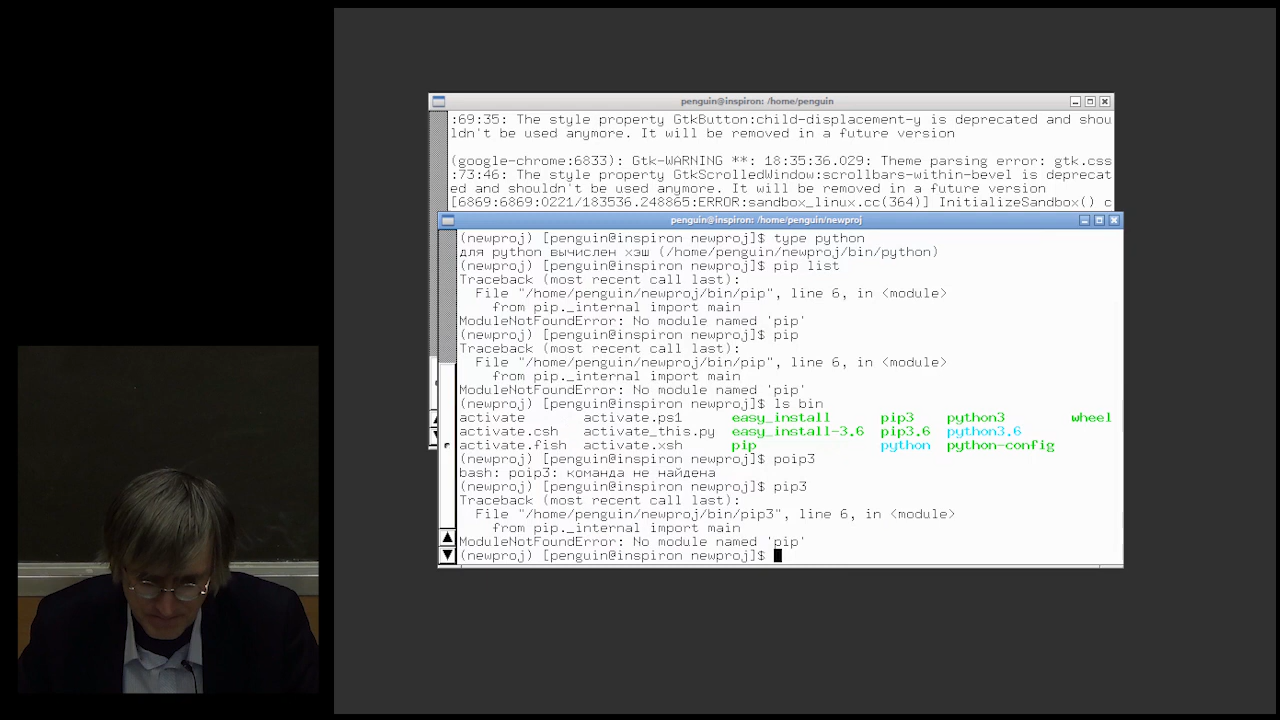 penguin@inspiron: /home/penguin
:69:35: The style property GtkButton:child-displacement-y is deprecated and shou
ldn't be used anymore. It will be removed in a future version
(google-chrome:6833): Gtk-WARNING **: 18:35:36.029: Theme parsing error: gtk.css
:73:46: The style property GtkScrolledWindow:scrollbars-within-bevel is deprecat
ed and shouldn't be used anymore. It will be removed in a future version
[6869:6869:0221/183536.248865:ERROR:sandbox_linux.cc(364)] InitializeSandbox() c
penguin@inspiron: /home/penguin/newproj
(newproj) [penguin@inspiron newproj]$ type python
для python вычислен хэш (/home/penguin/newproj/bin/python)
(newproj) [penguin@inspiron newproj]$ pip list
Traceback (most recent call last):
  File "/home/penguin/newproj/bin/pip", line 6, in <module>
    from pip._internal import main
ModuleNotFoundError: No module named 'pip'
(newproj) [penguin@inspiron newproj]$ pip
Traceback (most recent call last):
  File "/home/penguin/newproj/bin/pip", line 6, in <module>
    from pip._internal import main
ModuleNotFoundError: No module named 'pip'
(newproj) [penguin@inspiron newproj]$ ls bin
activate activate.ps1 easy_install pip3 python3 wheel
activate.csh activate_this.py easy_install-3.6 pip3.6 python3.6
activate.fish activate.xsh pip python python-config
(newproj) [penguin@inspiron newproj]$ poip3
bash: poip3: команда не найдена
(newproj) [penguin@inspiron newproj]$ pip3
Traceback (most recent call last):
  File "/home/penguin/newproj/bin/pip3", line 6, in <module>
    from pip._internal import main
ModuleNotFoundError: No module named 'pip'
(newproj) [penguin@inspiron newproj]$